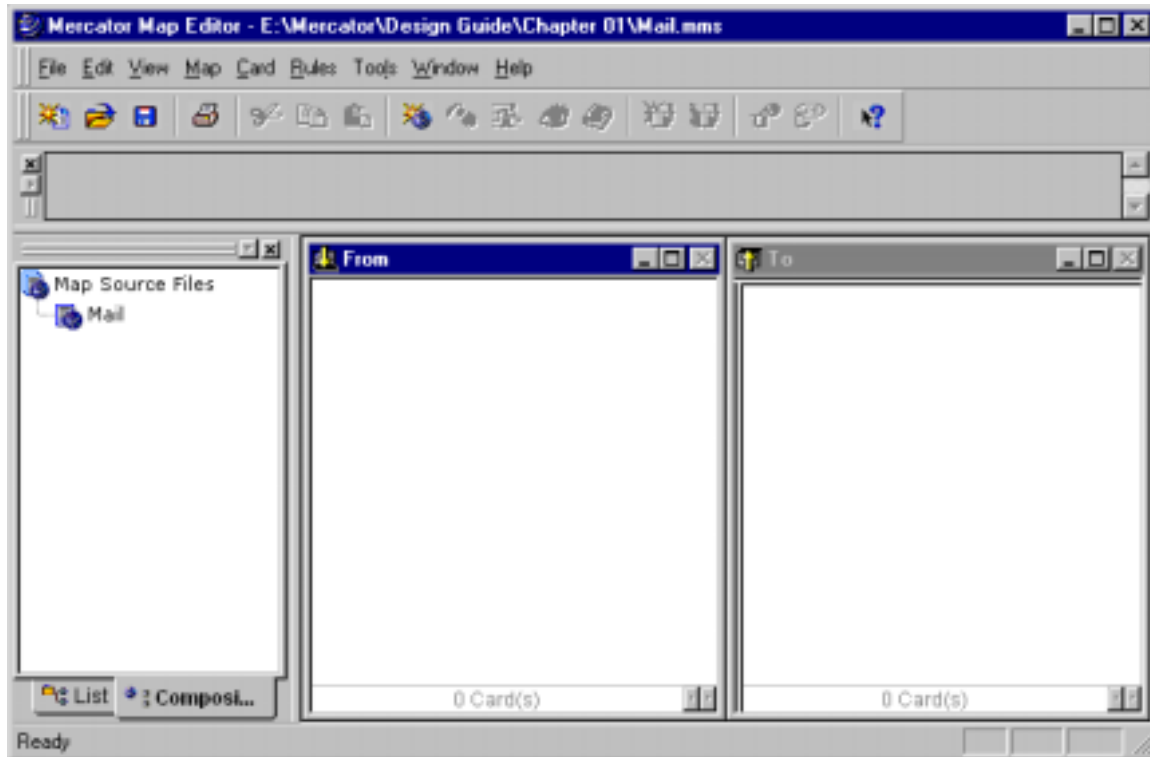 Mercator Map Editor - E:\Mercator\Design Guide\Chapter 01\Mail.mms
File Edit View Map Card Rules Tools Window Help
From
To
Map Source Files
Mail
0 Card(s)
0 Card(s)
List
Composi...
Ready